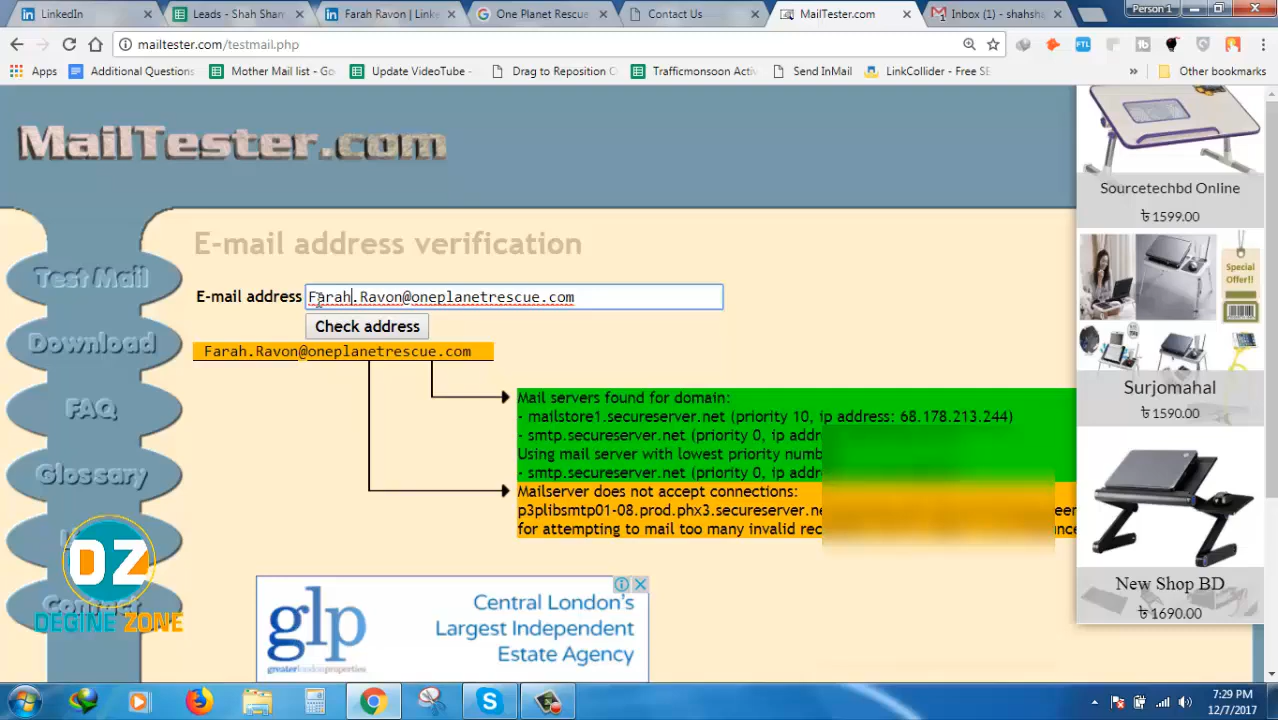 LinkedIn
Leads - Shah Sham
Farah Ravon | Linke
One Planet Rescue
Contact Us
MailTester.com
Inbox (1) - shahsha
Person 1
mailtester.com/testmail.php
Apps
Additional Questions
Mother Mail list - Go
Update VideoTube -
Drag to Reposition C
Trafficmonsoon Acti
Send InMail
LinkCollider - Free SE
»
Other bookmarks
MailTester.com
E-mail address verification
E-mail address
Farah.Ravon@oneplanetrescue.com
Check address
Farah.Ravon@oneplanetrescue.com
Mail servers found for domain:
- mailstore1.secureserver.net (priority 10, ip address: 68.178.213.244)
- smtp.secureserver.net (priority 0, ip addr
Using mail server with lowest priority numb
- smtp.secureserver.net (priority 0, ip addr
Mailserver does not accept connections:
p3plibsmtp01-08.prod.phx3.secureserver.ne
for attempting to mail too many invalid rec
Test Mail
Download
FAQ
Glossary
DZ
DEGINE ZONE
glp
greaterlondonproperties
Central London's
Largest Independent
Estate Agency
Sourcetechbd Online
৳ 1599.00
Special
Offer!
Surjomahal
৳ 1590.00
New Shop BD
৳ 1690.00
7:29 PM
12/7/2017